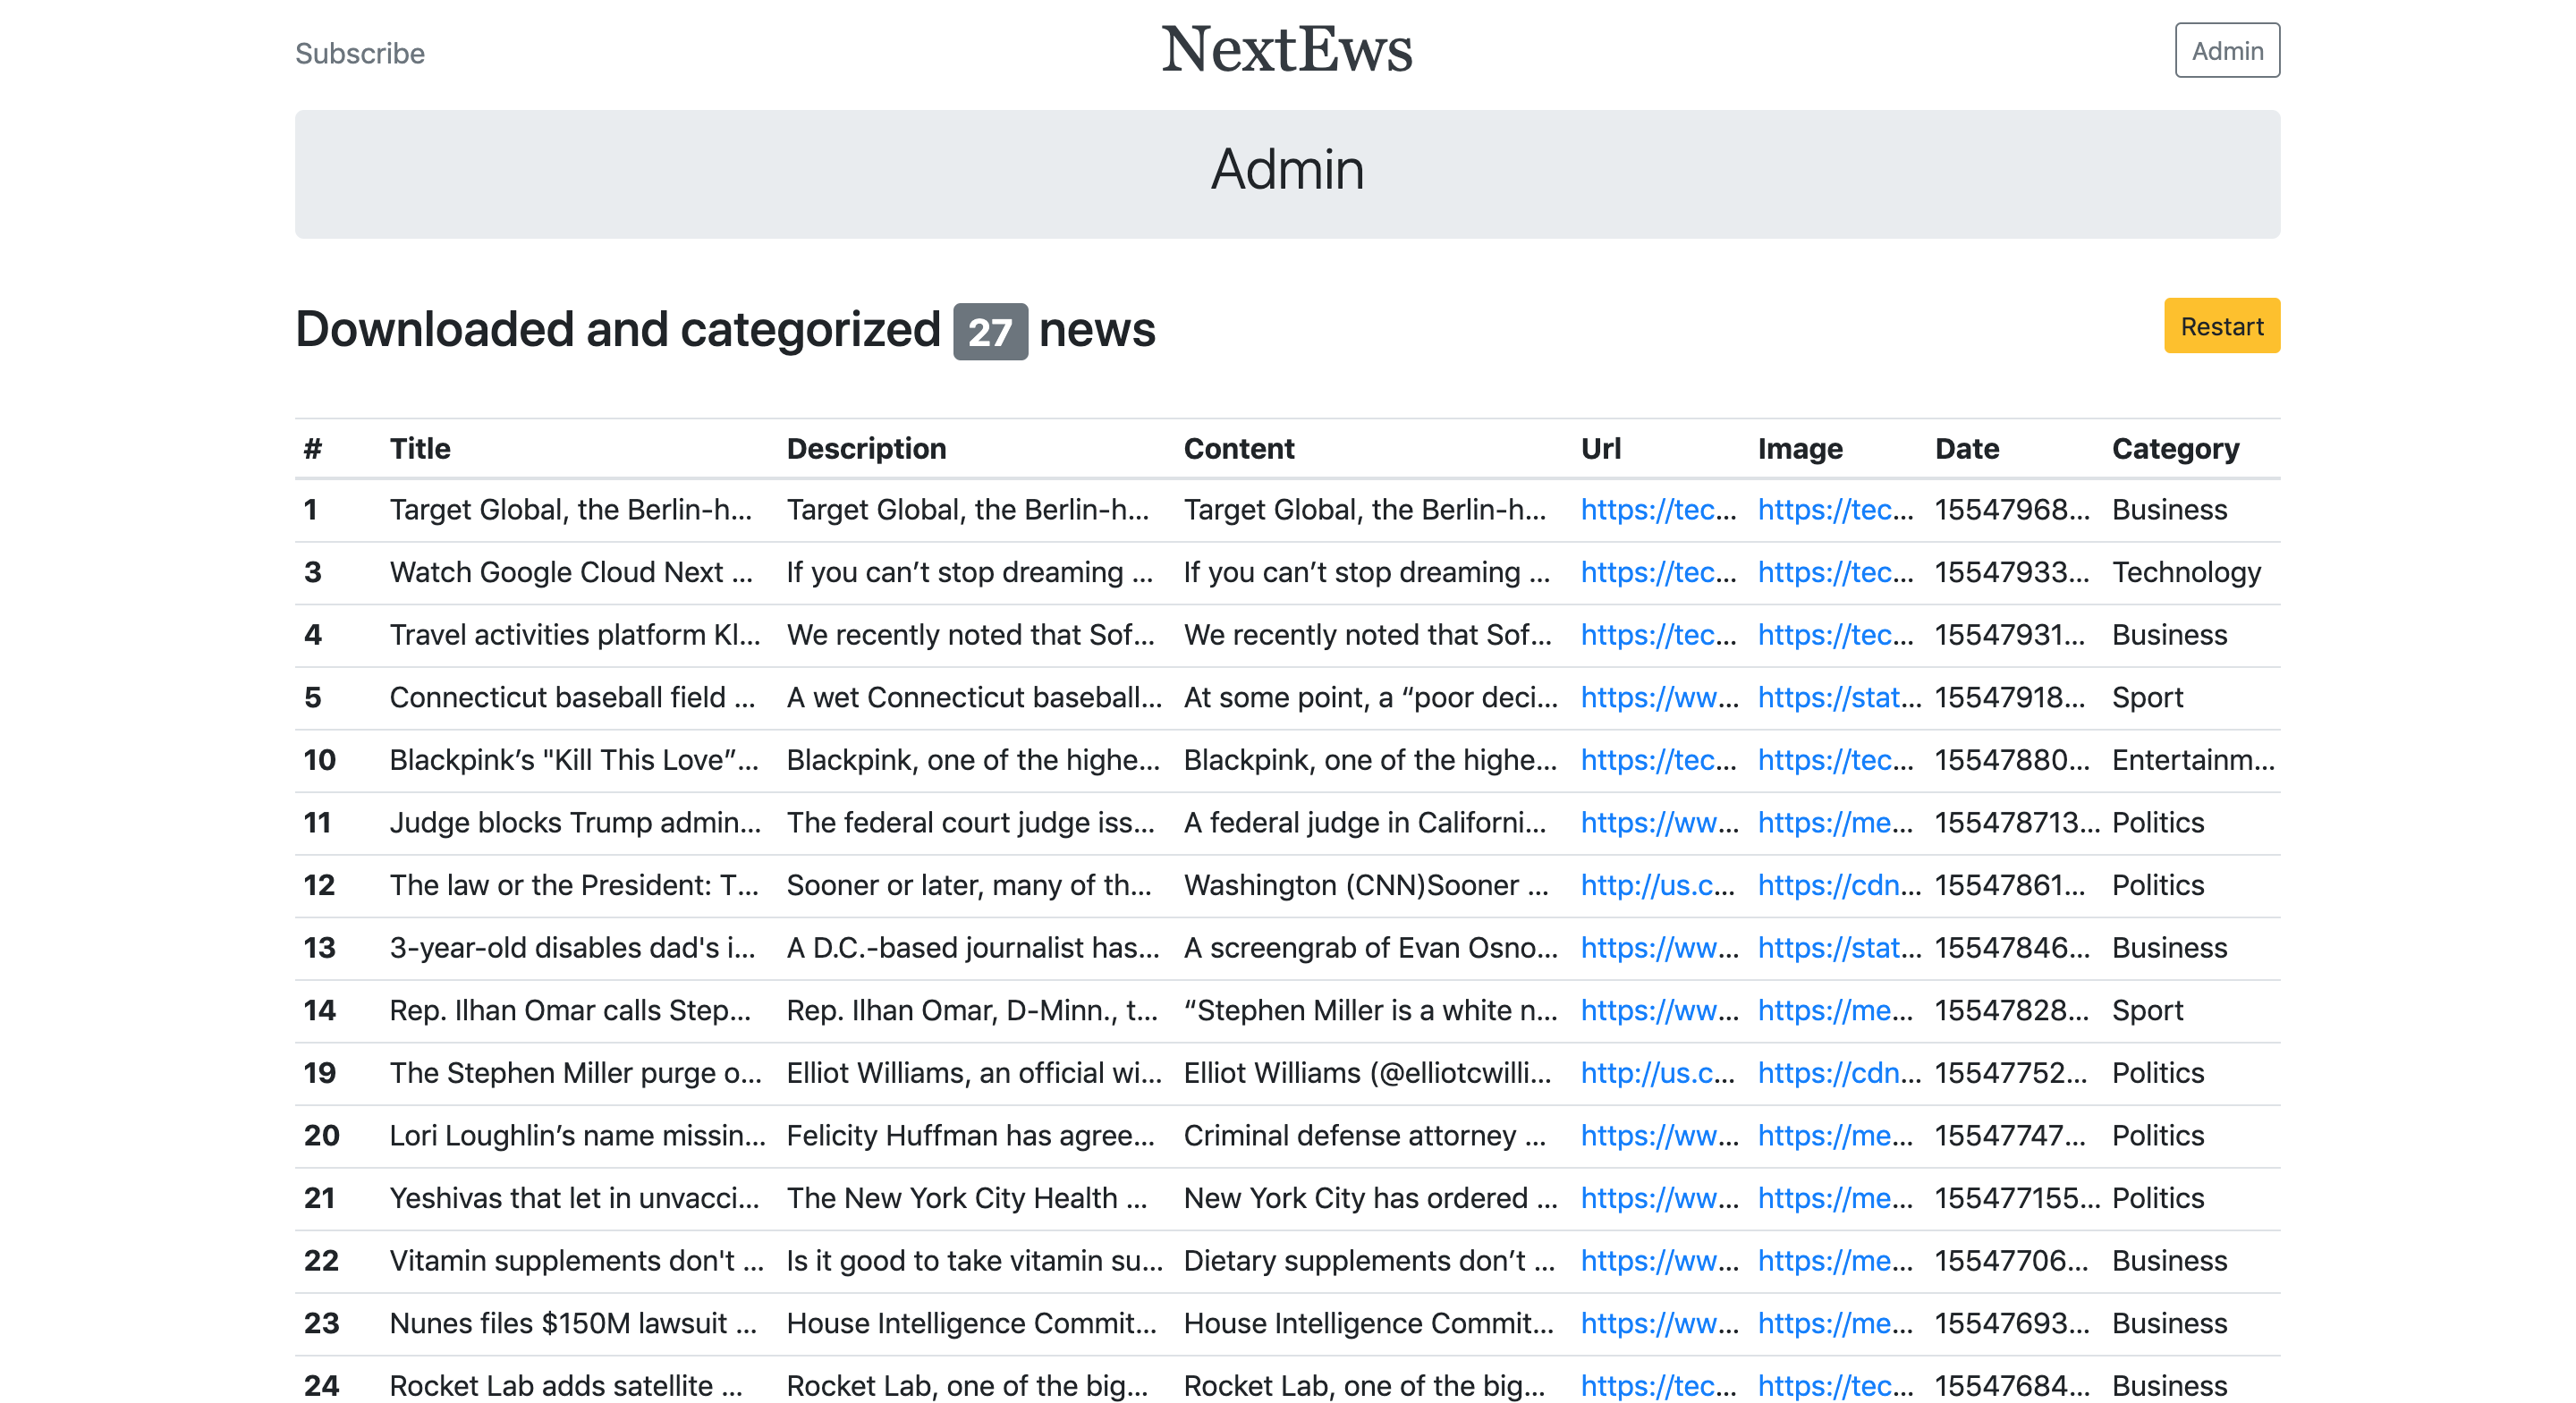 Subscribe NextEws Admin
Admin
Downloaded and categorized 27 news Restart
# Title Description Content Url Image Date Category
1 Target Global, the Berlin-h... Target Global, the Berlin-h... Target Global, the Berlin-h... https://tec... https://tec... 15547968... Business
3 Watch Google Cloud Next ... If you can’t stop dreaming ... If you can’t stop dreaming ... https://tec... https://tec... 15547933... Technology
4 Travel activities platform Kl... We recently noted that Sof... We recently noted that Sof... https://tec... https://tec... 15547931... Business
5 Connecticut baseball field ... A wet Connecticut baseball... At some point, a “poor deci... https://ww... https://stat... 15547918... Sport
10 Blackpink’s "Kill This Love”... Blackpink, one of the highe... Blackpink, one of the highe... https://tec... https://tec... 15547880... Entertainm...
11 Judge blocks Trump admin... The federal court judge iss... A federal judge in Californi... https://ww... https://me... 155478713... Politics
12 The law or the President: T... Sooner or later, many of th... Washington (CNN)Sooner ... http://us.c... https://cdn... 15547861... Politics
13 3-year-old disables dad's i... A D.C.-based journalist has... A screengrab of Evan Osno... https://ww... https://stat... 15547846... Business
14 Rep. Ilhan Omar calls Step... Rep. Ilhan Omar, D-Minn., t... “Stephen Miller is a white n... https://ww... https://me... 15547828... Sport
19 The Stephen Miller purge o... Elliot Williams, an official wi... Elliot Williams (@elliotcwilli... http://us.c... https://cdn... 15547752... Politics
20 Lori Loughlin’s name missin... Felicity Huffman has agree... Criminal defense attorney ... https://ww... https://me... 15547747... Politics
21 Yeshivas that let in unvacci... The New York City Health ... New York City has ordered ... https://ww... https://me... 155477155... Politics
22 Vitamin supplements don't ... Is it good to take vitamin su... Dietary supplements don’t ... https://ww... https://me... 15547706... Business
23 Nunes files $150M lawsuit ... House Intelligence Commit... House Intelligence Commit... https://ww... https://me... 15547693... Business
24 Rocket Lab adds satellite ... Rocket Lab, one of the big... Rocket Lab, one of the big... https://tec... https://tec... 15547684... Business